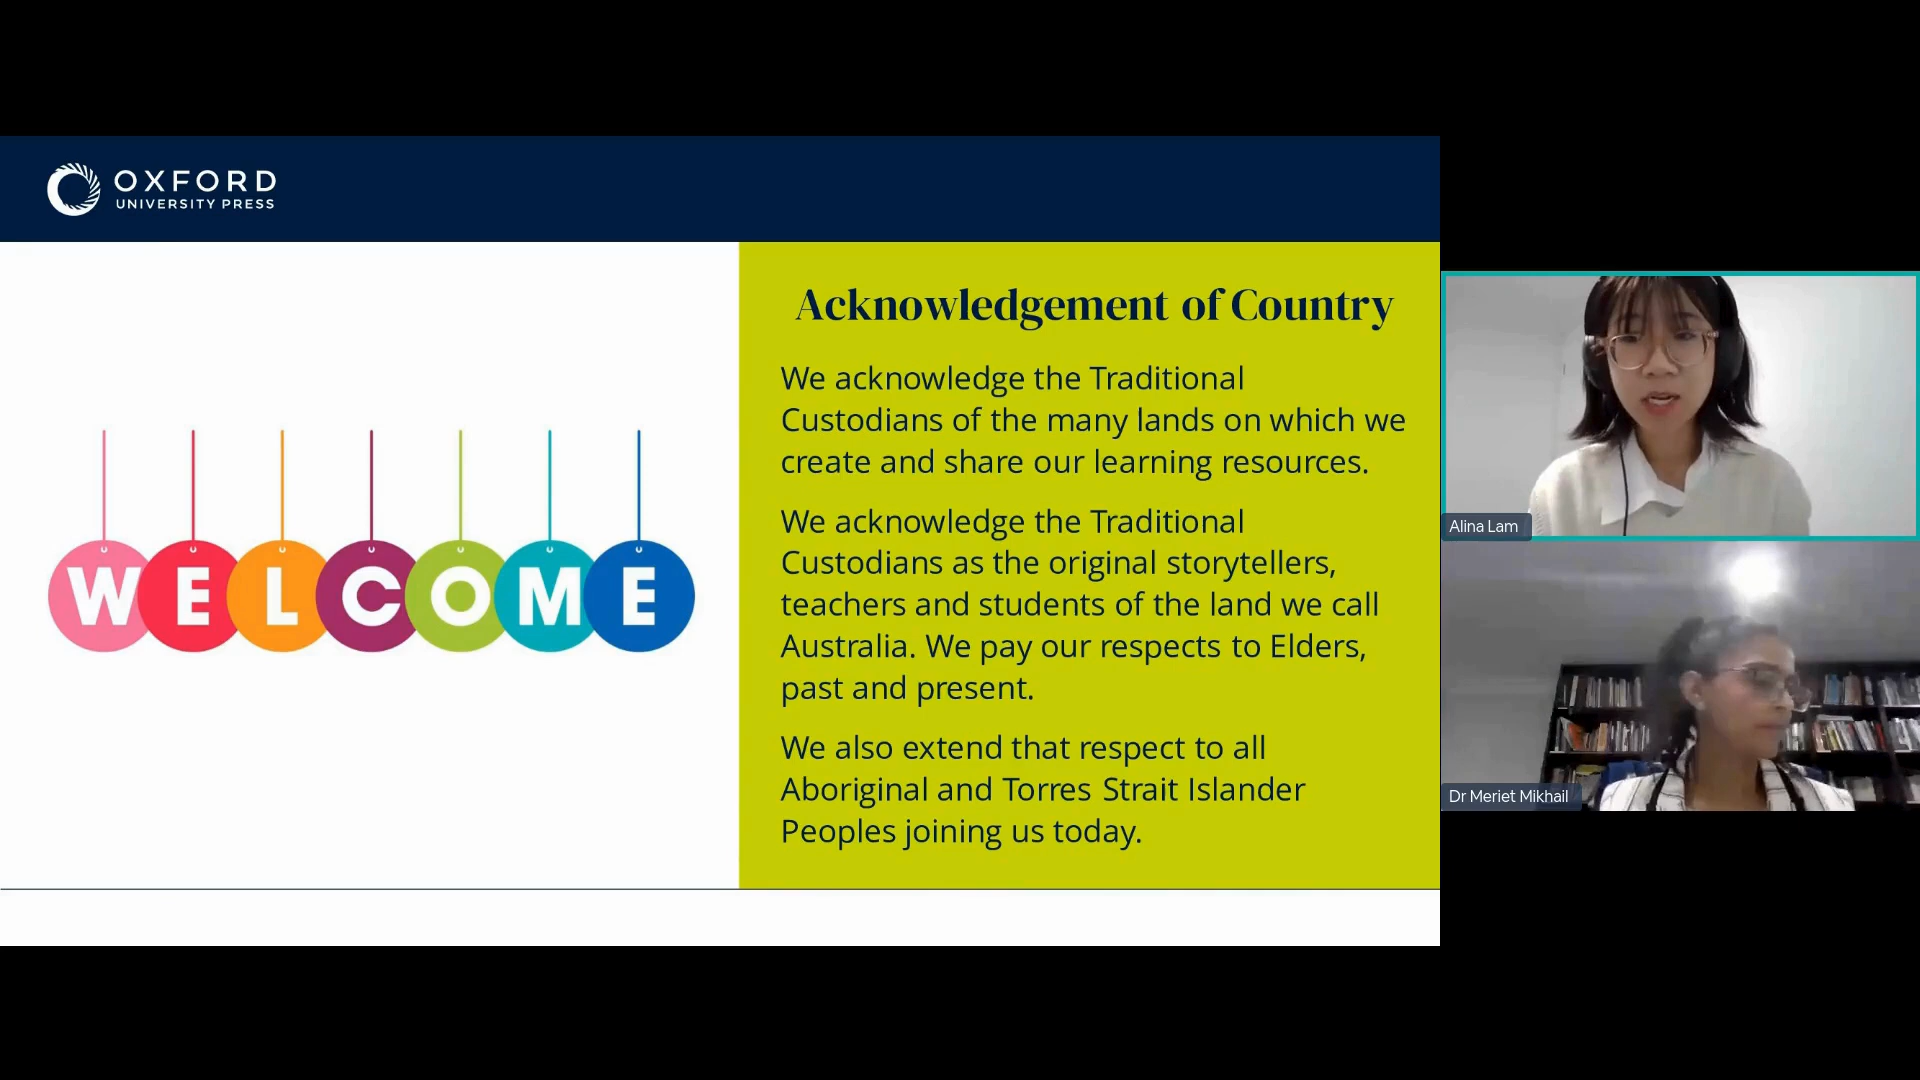 OXFORD
UNIVERSITY PRESS
WELCOME
Acknowledgement of Country
We acknowledge the Traditional
Custodians of the many lands on which we
create and share our learning resources.
We acknowledge the Traditional
Custodians as the original storytellers,
teachers and students of the land we call
Australia. We pay our respects to Elders,
past and present.
We also extend that respect to all
Aboriginal and Torres Strait Islander
Peoples joining us today.
Alina Lam
Dr Meriet Mikhail